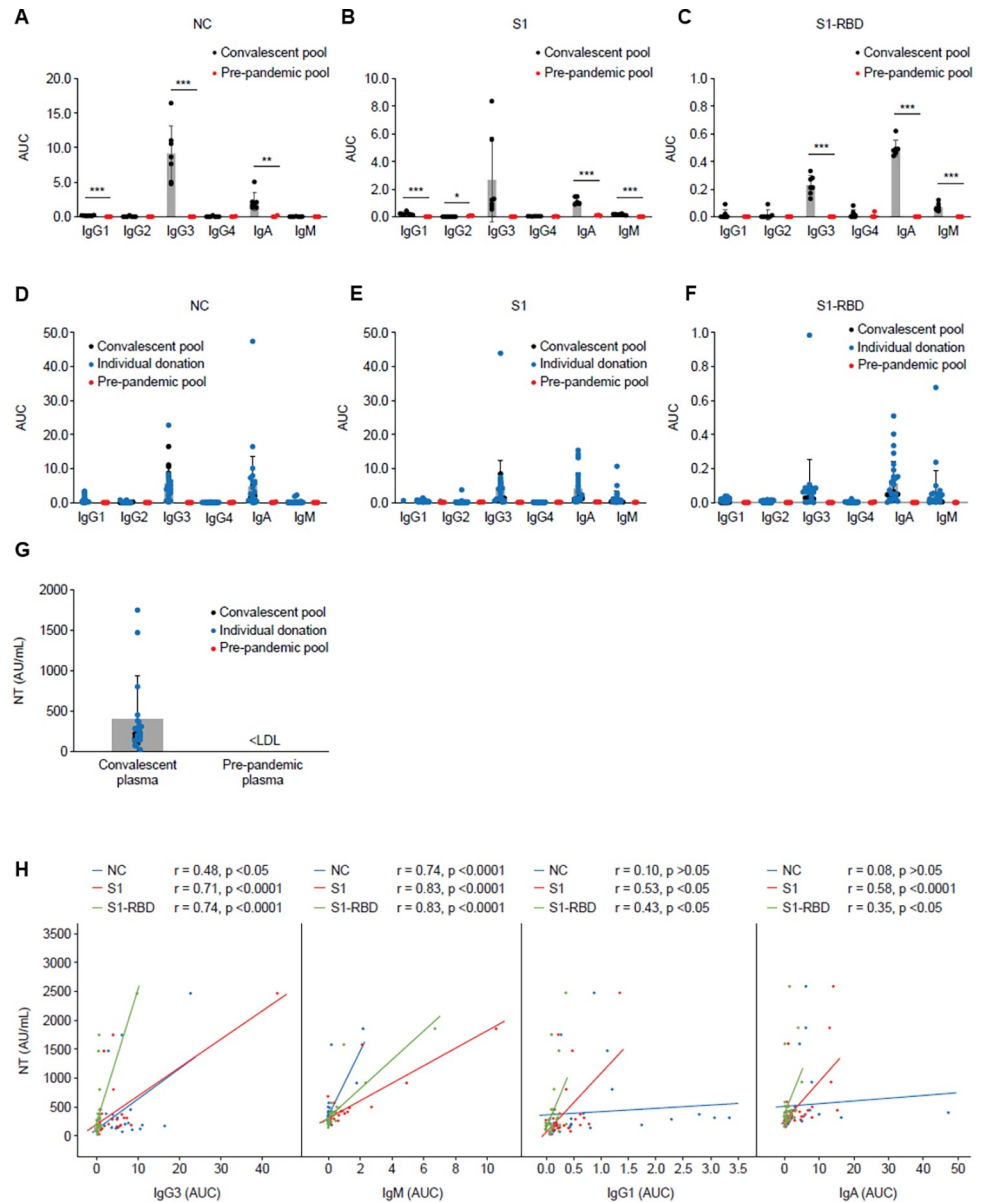 A
NC
Convalescent pool
Pre-pandemic pool
20.0
15.0
10.0
5.0
0.0
AUC
***
***
**
IgG1 IgG2 IgG3 IgG4 IgA IgM
B
S1
Convalescent pool
Pre-pandemic pool
10.0
8.0
6.0
4.0
2.0
0.0
AUC
***
*
***
***
IgG1 IgG2 IgG3 IgG4 IgA IgM
C
S1-RBD
Convalescent pool
Pre-pandemic pool
1.0
0.8
0.6
0.4
0.2
0.0
AUC
***
***
***
IgG1 IgG2 IgG3 IgG4 IgA IgM
D
NC
Convalescent pool
Individual donation
Pre-pandemic pool
50.0
40.0
30.0
20.0
10.0
0.0
AUC
IgG1 IgG2 IgG3 IgG4 IgA IgM
E
S1
Convalescent pool
Individual donation
Pre-pandemic pool
50.0
40.0
30.0
20.0
10.0
0.0
AUC
IgG1 IgG2 IgG3 IgG4 IgA IgM
F
S1-RBD
Convalescent pool
Individual donation
Pre-pandemic pool
1.0
0.8
0.6
0.4
0.2
0.0
AUC
IgG1 IgG2 IgG3 IgG4 IgA IgM
G
Convalescent pool
Individual donation
Pre-pandemic pool
2000
1500
1000
500
0
NT (AU/mL)
<LDL
Convalescent plasma
Pre-pandemic plasma
H
NC r = 0.48, p <0.05
S1 r = 0.71, p <0.0001
S1-RBD r = 0.74, p <0.0001
NC r = 0.74, p <0.0001
S1 r = 0.83, p <0.0001
S1-RBD r = 0.83, p <0.0001
NC r = 0.10, p >0.05
S1 r = 0.53, p <0.05
S1-RBD r = 0.43, p <0.05
NC r = 0.08, p >0.05
S1 r = 0.58, p <0.0001
S1-RBD r = 0.35, p <0.05
3500
3000
2500
2000
1500
1000
500
0
NT (AU/mL)
0 20 40
IgG3 (AUC)
0 2 4 6 8 10
IgM (AUC)
0.0 0.5 1.0 1.5 2.0 2.5 3.0 3.5
IgG1 (AUC)
0 10 20 30 40 50
IgA (AUC)